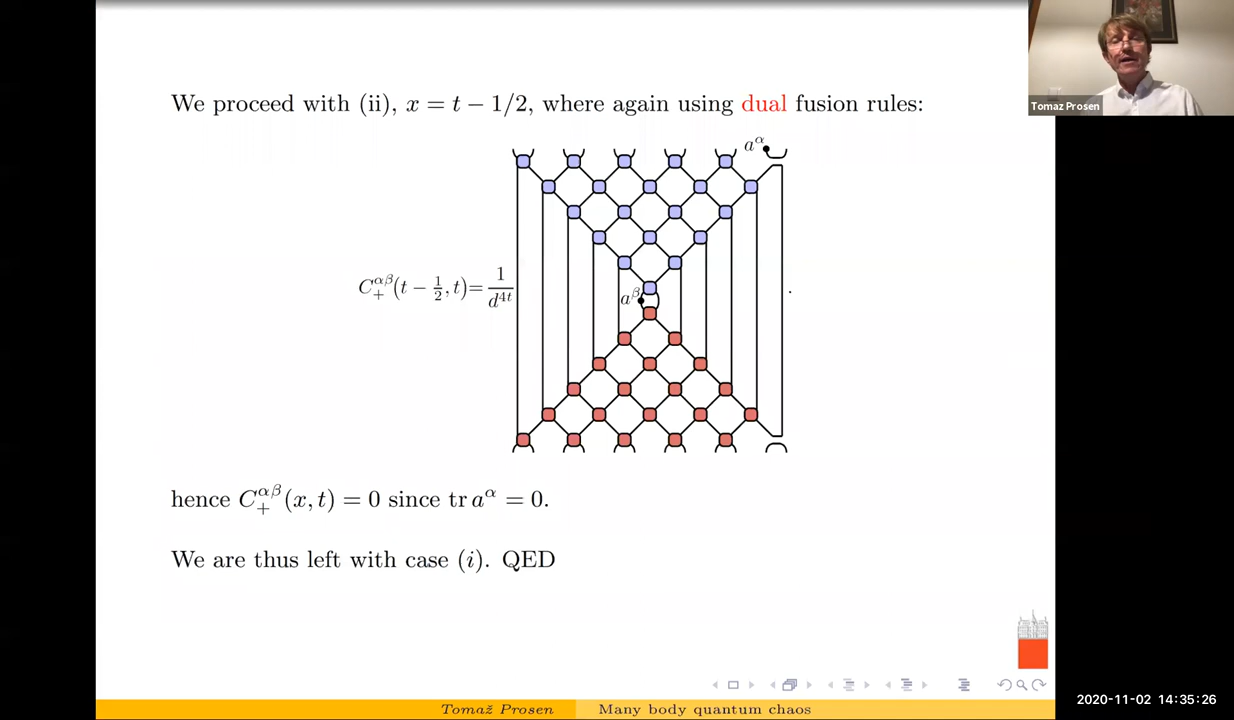 We proceed with (ii), x = t − 1/2, where again using dual fusion rules:
a^α
C_+^{αβ}(t − 1/2, t)= 1/d^{4t}
a^β
.
hence C_+^{αβ}(x, t) = 0 since tr a^α = 0.
We are thus left with case (i). QED
Tomaž Prosen Many body quantum chaos
Tomaz Prosen
2020-11-02 14:35:26